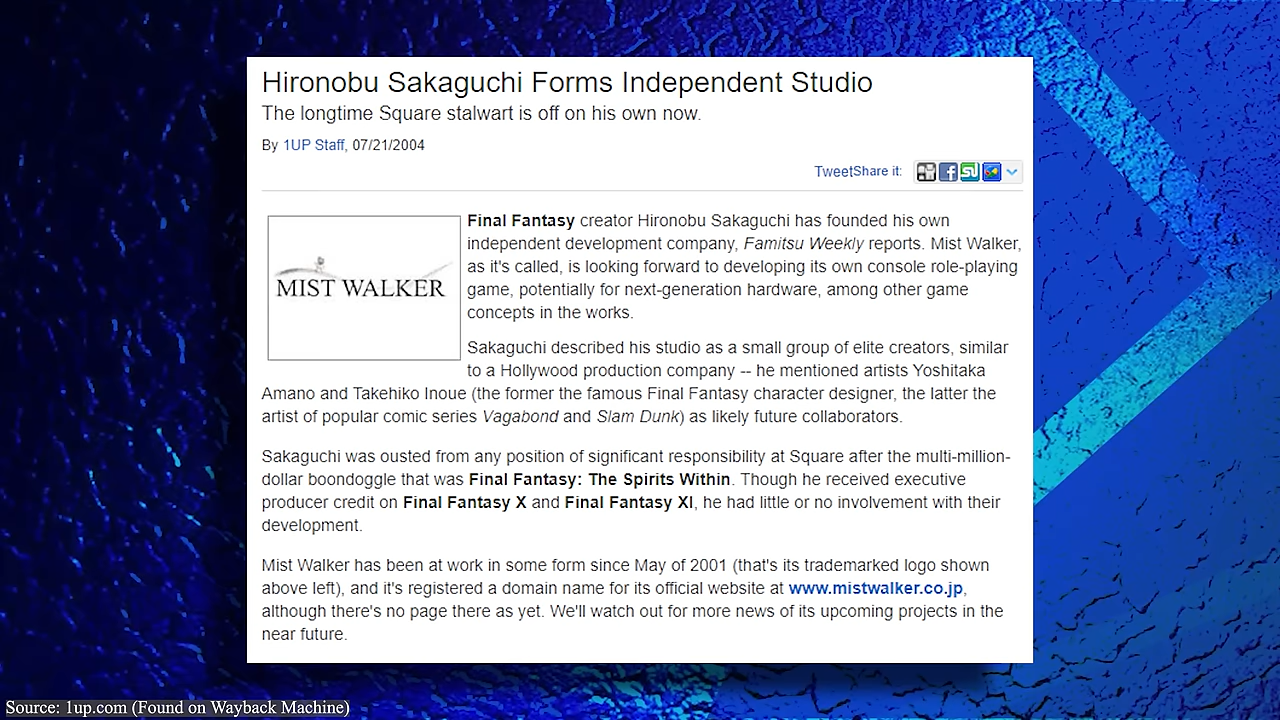 Hironobu Sakaguchi Forms Independent Studio
The longtime Square stalwart is off on his own now.
By 1UP Staff, 07/21/2004
TweetShare it:
MIST WALKER
Final Fantasy creator Hironobu Sakaguchi has founded his own
independent development company, Famitsu Weekly reports. Mist Walker,
as it's called, is looking forward to developing its own console role-playing
game, potentially for next-generation hardware, among other game
concepts in the works.
Sakaguchi described his studio as a small group of elite creators, similar
to a Hollywood production company -- he mentioned artists Yoshitaka
Amano and Takehiko Inoue (the former the famous Final Fantasy character designer, the latter the
artist of popular comic series Vagabond and Slam Dunk) as likely future collaborators.
Sakaguchi was ousted from any position of significant responsibility at Square after the multi-million-
dollar boondoggle that was Final Fantasy: The Spirits Within. Though he received executive
producer credit on Final Fantasy X and Final Fantasy XI, he had little or no involvement with their
development.
Mist Walker has been at work in some form since May of 2001 (that's its trademarked logo shown
above left), and it's registered a domain name for its official website at www.mistwalker.co.jp,
although there's no page there as yet. We'll watch out for more news of its upcoming projects in the
near future.
Source: 1up.com (Found on Wayback Machine)